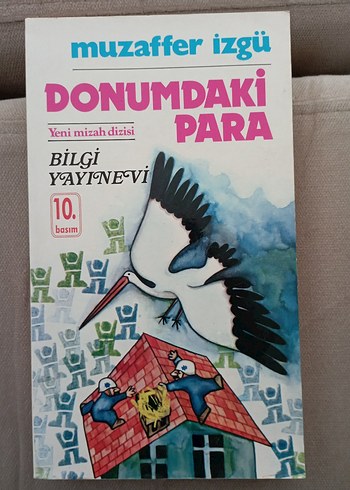 muzaffer izgü
DONUMDAKİ
PARA
Yeni mizah dizisi
BİLGİ
YAYINEVİ
10.
basım